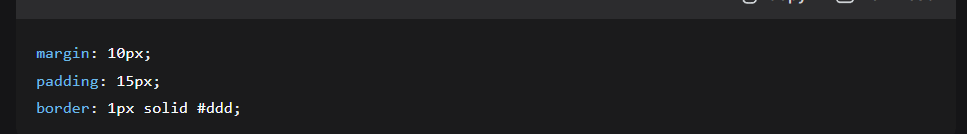 margin: 10px;
padding: 15px;
border: 1px solid #ddd;